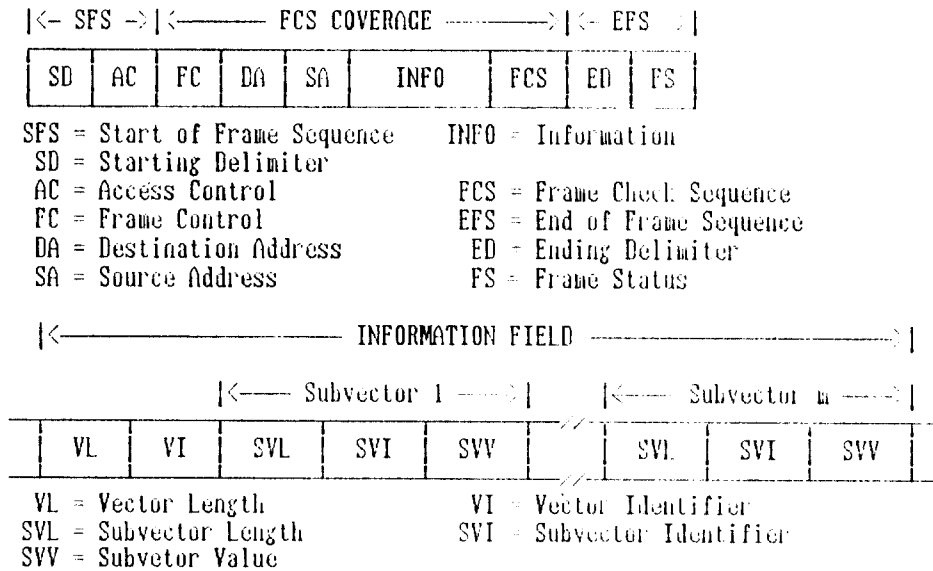 |<- SFS ->|<—— FCS COVERAGE ——>|<- EFS ->|
SD AC FC DA SA INFO FCS ED FS
SFS = Start of Frame Sequence INFO = Information
SD = Starting Delimiter
AC = Access Control FCS = Frame Check Sequence
FC = Frame Control EFS = End of Frame Sequence
DA = Destination Address ED = Ending Delimiter
SA = Source Address FS = Frame Status
|<—— INFORMATION FIELD ——>|
|<—— Subvector 1 ——>| |<—— Subvector m ——>|
VL VI SVL SVI SVV SVL SVI SVV
VL = Vector Length VI = Vector Identifier
SVL = Subvector Length SVI = Subvector Identifier
SVV = Subvetor Value